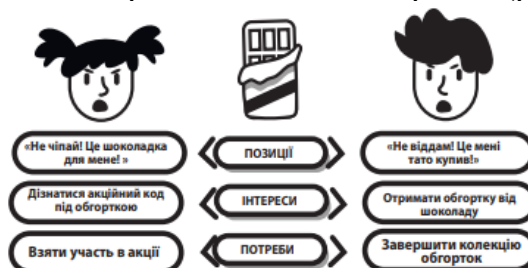 «Не чіпай! Це шоколадка
для мене! »
ПОЗИЦІЇ
«Не віддам! Це мені
тато купив!»
Дізнатися акційний код
під обгорткою
ІНТЕРЕСИ
Отримати обгортку від
шоколаду
Взяти участь в акції
ПОТРЕБИ
Завершити колекцію
обгорток